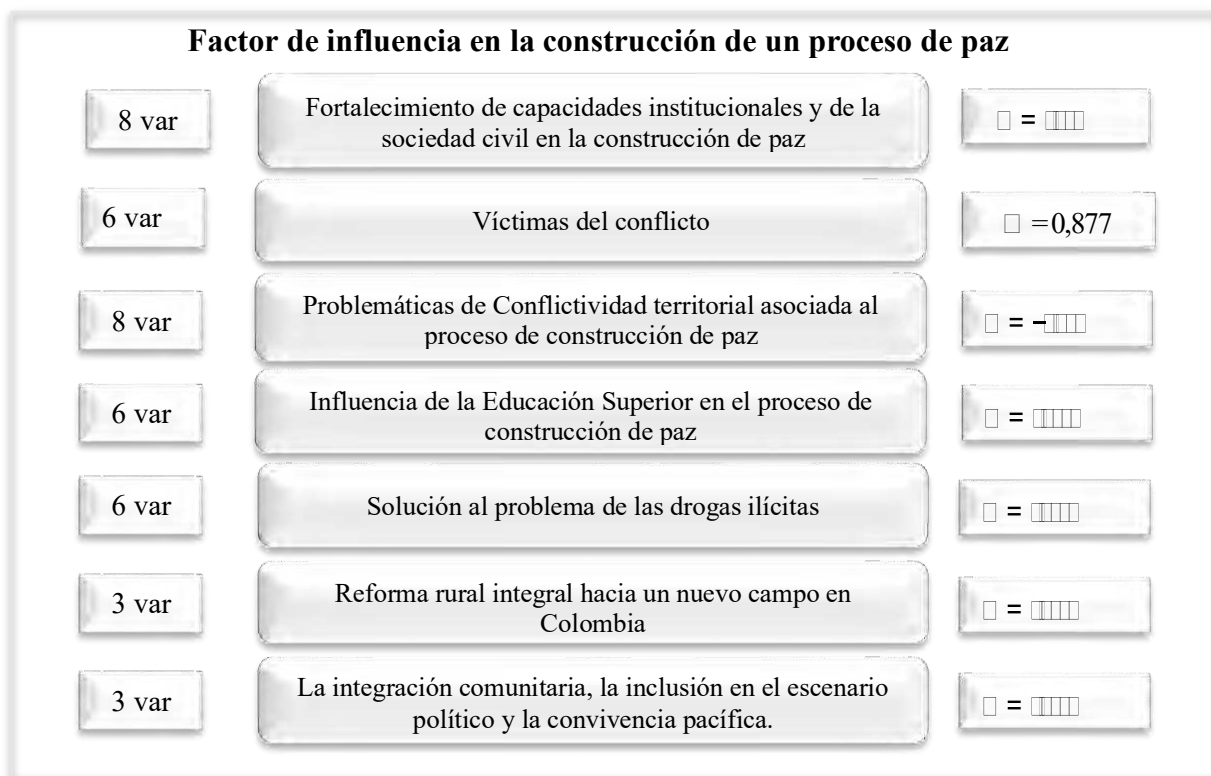 Factor de influencia en la construcción de un proceso de paz
8 var
Fortalecimiento de capacidades institucionales y de la
sociedad civil en la construcción de paz
=
6 var
Víctimas del conflicto
=0,877
8 var
Problemáticas de Conflictividad territorial asociada al
proceso de construcción de paz
= -
6 var
Influencia de la Educación Superior en el proceso de
construcción de paz
=
6 var
Solución al problema de las drogas ilícitas
=
3 var
Reforma rural integral hacia un nuevo campo en
Colombia
=
3 var
La integración comunitaria, la inclusión en el escenario
político y la convivencia pacífica.
=